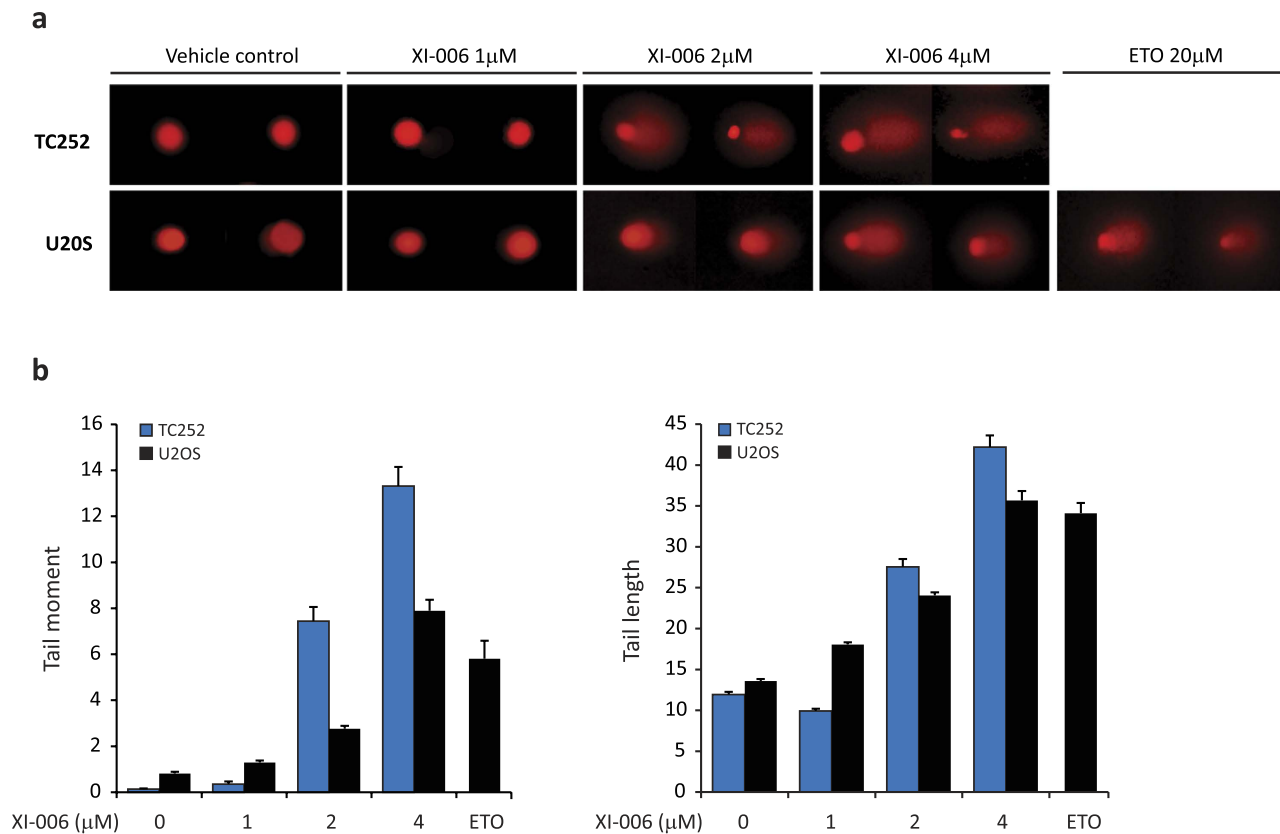 a
Vehicle control XI-006 1μM XI-006 2μM XI-006 4μM ETO 20μM
TC252
U20S
b
16
14
12
10
8
6
4
2
0
Tail moment
TC252
U2OS
XI-006 (μM) 0 1 2 4 ETO
45
40
35
30
25
20
15
10
5
0
Tail length
TC252
U2OS
XI-006 (μM) 0 1 2 4 ETO